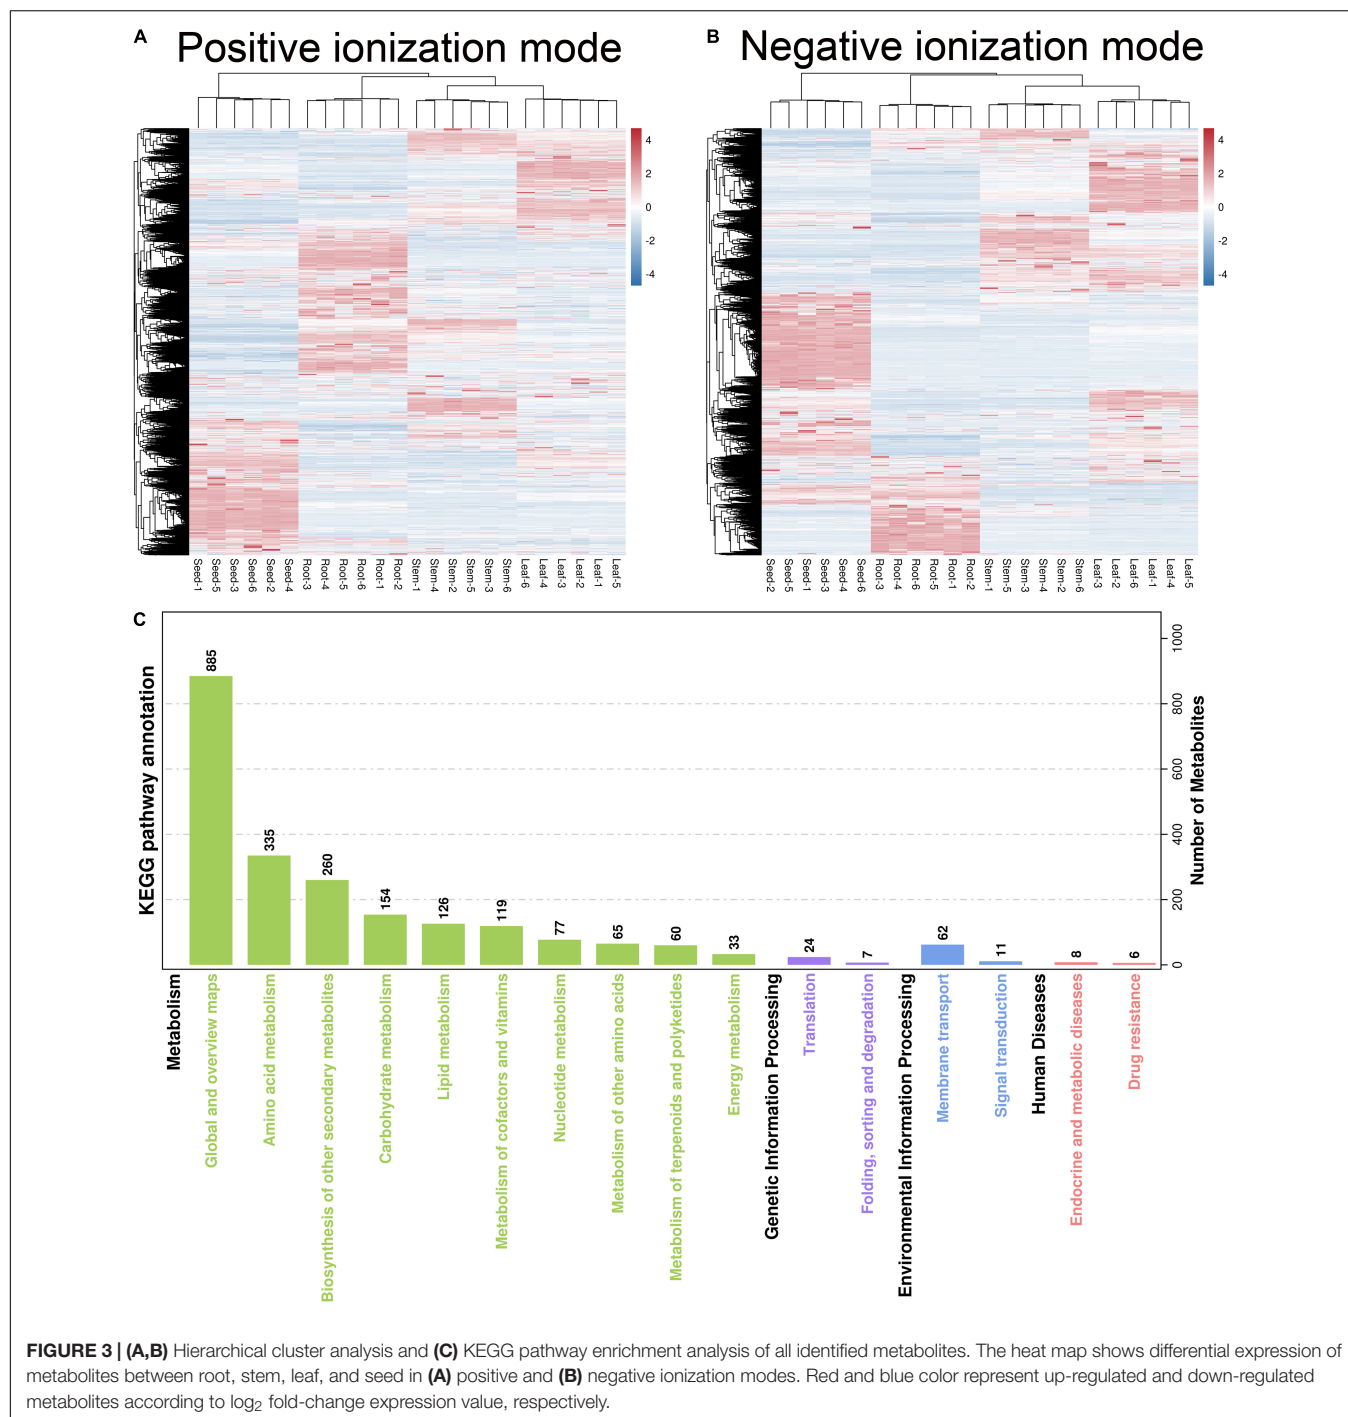 A
Positive ionization mode
4
2
0
-2
-4
Seed-1
Seed-5
Seed-3
Seed-6
Seed-2
Seed-4
Root-3
Root-4
Root-5
Root-6
Root-1
Root-2
Stem-1
Stem-4
Stem-2
Stem-5
Stem-3
Stem-6
Leaf-6
Leaf-4
Leaf-3
Leaf-2
Leaf-1
Leaf-5
B
Negative ionization mode
4
2
0
-2
-4
Seed-2
Seed-5
Seed-1
Seed-3
Seed-4
Seed-6
Root-3
Root-4
Root-6
Root-5
Root-1
Root-2
Stem-1
Stem-5
Stem-3
Stem-4
Stem-2
Stem-6
Leaf-3
Leaf-2
Leaf-6
Leaf-1
Leaf-4
Leaf-5
C
KEGG pathway annotation
885
335
260
154
126
119
77
65
60
33
24
7
62
11
8
6
0
200
400
600
800
1000
Number of Metabolites
Metabolism
Global and overview maps
Amino acid metabolism
Biosynthesis of other secondary metabolites
Carbohydrate metabolism
Lipid metabolism
Metabolism of cofactors and vitamins
Nucleotide metabolism
Metabolism of other amino acids
Metabolism of terpenoids and polyketides
Energy metabolism
Genetic Information Processing
Translation
Folding, sorting and degradation
Environmental Information Processing
Membrane transport
Signal transduction
Human Diseases
Endocrine and metabolic diseases
Drug resistance
FIGURE 3 | (A,B) Hierarchical cluster analysis and (C) KEGG pathway enrichment analysis of all identified metabolites. The heat map shows differential expression of
metabolites between root, stem, leaf, and seed in (A) positive and (B) negative ionization modes. Red and blue color represent up-regulated and down-regulated
metabolites according to log2 fold-change expression value, respectively.